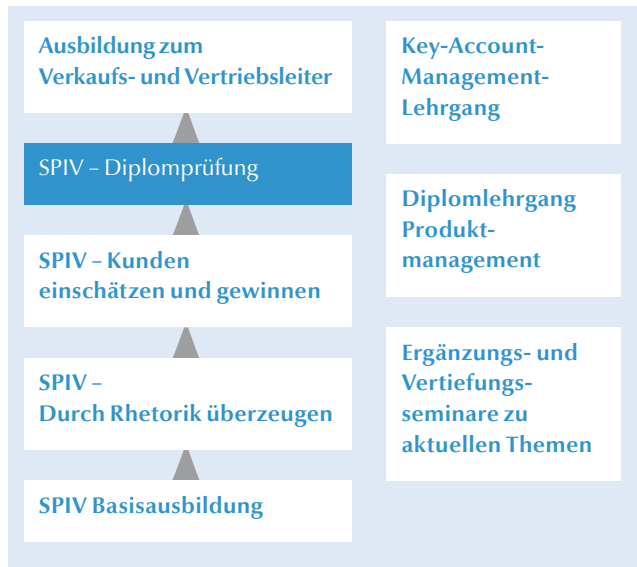 Ausbildung zum
Verkaufs- und Vertriebsleiter
SPIV – Diplomprüfung
SPIV – Kunden
einschätzen und gewinnen
SPIV –
Durch Rhetorik überzeugen
SPIV Basisausbildung
Key-Account-
Management-
Lehrgang
Diplomlehrgang
Produkt-
management
Ergänzungs- und
Vertiefungs-
seminare zu
aktuellen Themen